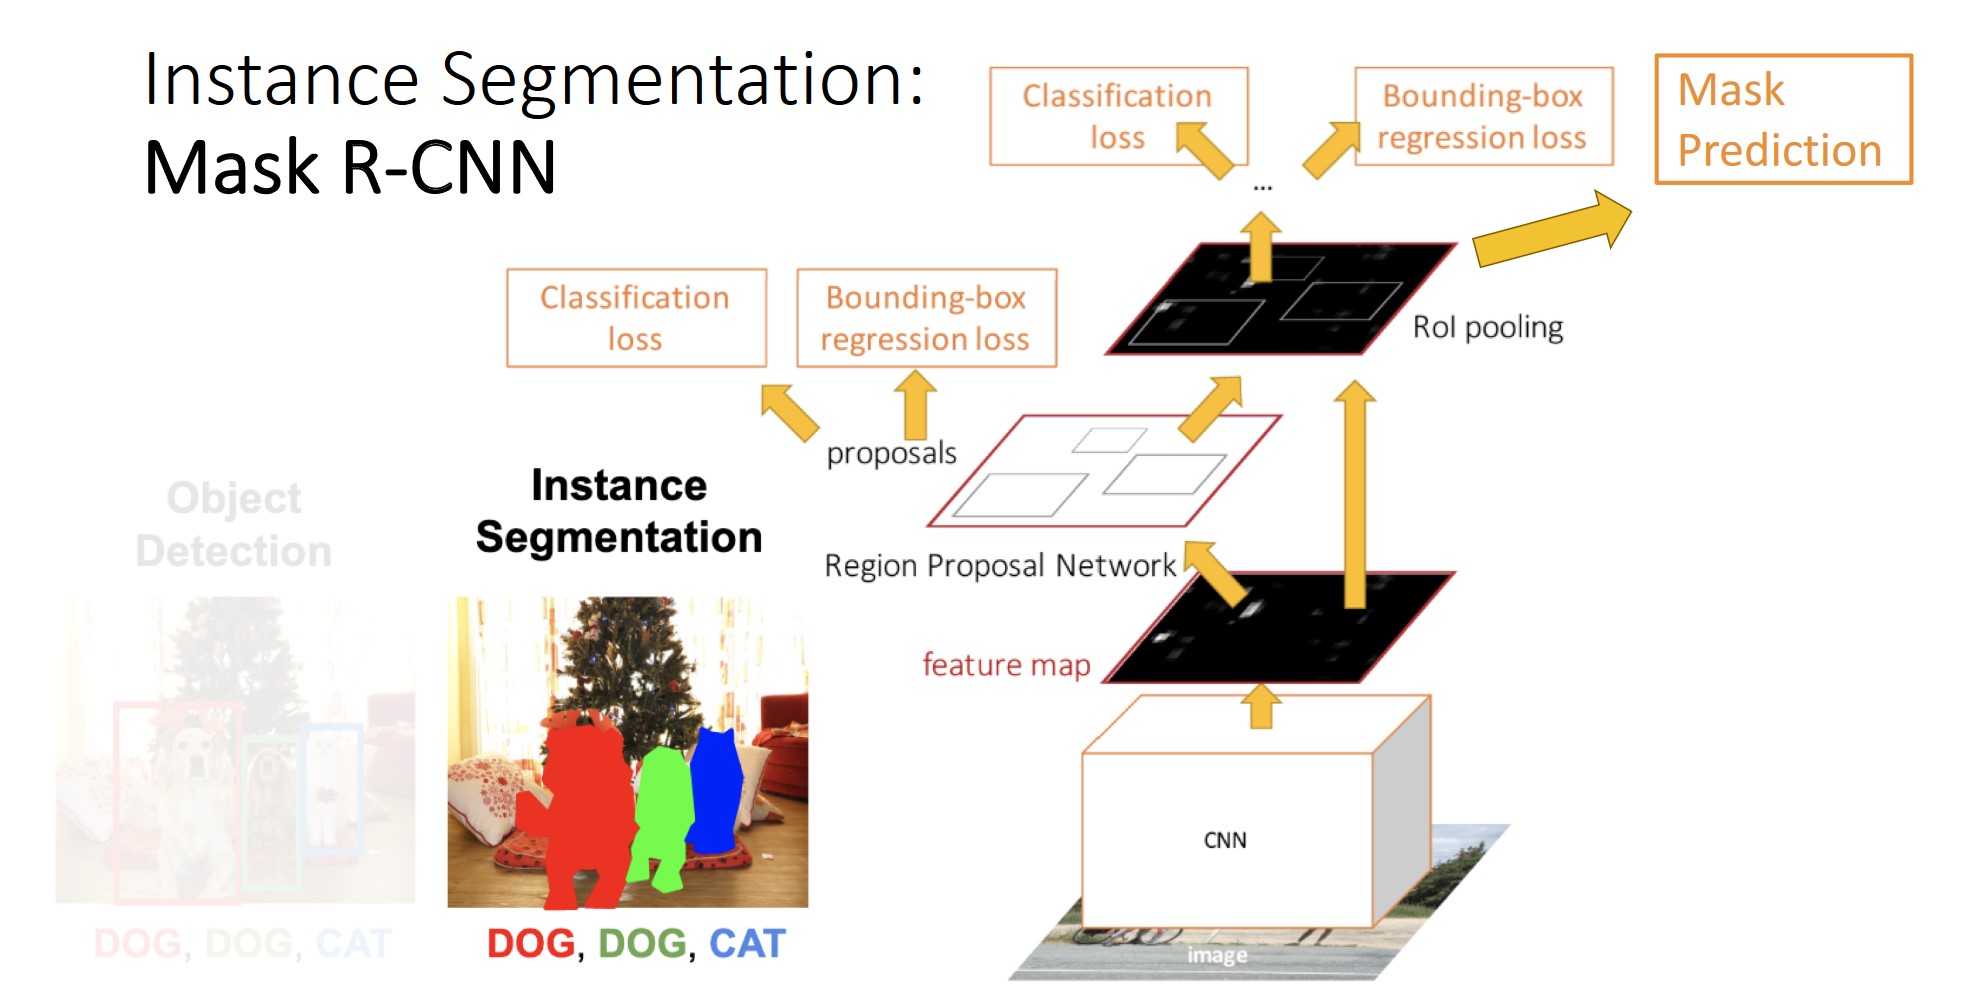 Instance Segmentation:
Mask R-CNN
Classification
loss
Bounding-box
regression loss
Mask
Prediction
...
RoI pooling
Classification
loss
Bounding-box
regression loss
proposals
Region Proposal Network
feature map
CNN
image
Object
Detection
DOG, DOG, CAT
Instance
Segmentation
DOG, DOG, CAT